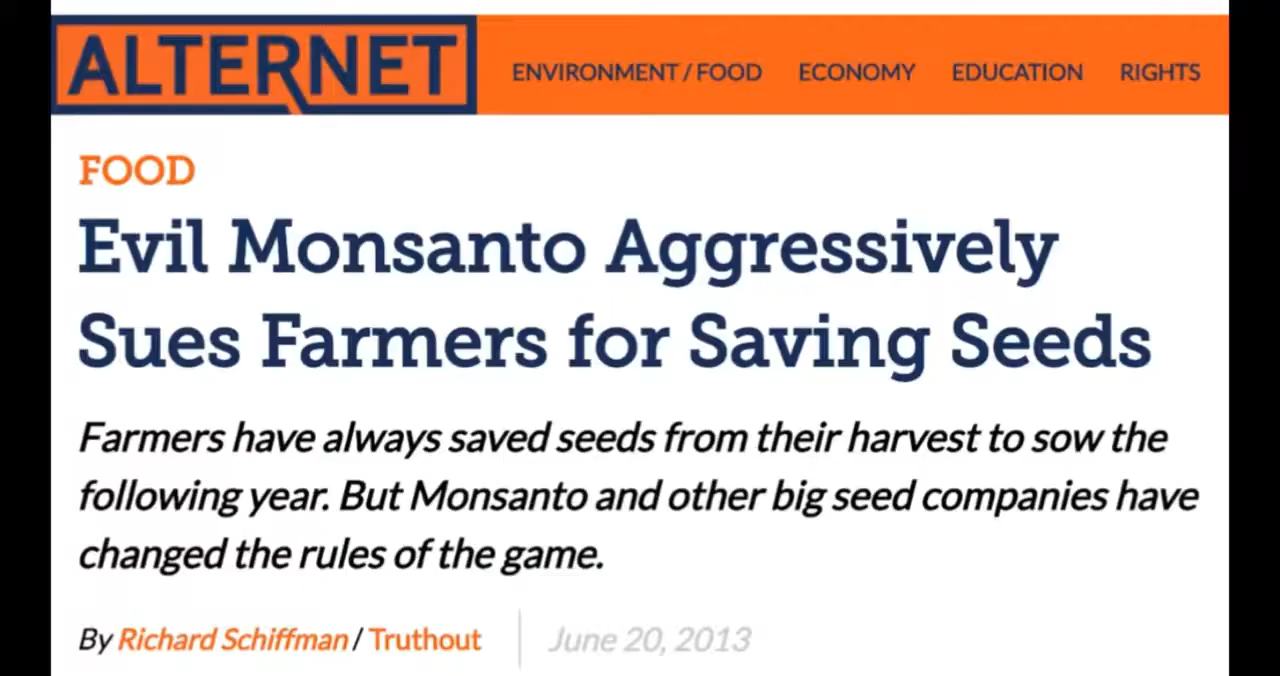 ALTERNET ENVIRONMENT / FOOD ECONOMY EDUCATION RIGHTS
FOOD
Evil Monsanto Aggressively
Sues Farmers for Saving Seeds
Farmers have always saved seeds from their harvest to sow the
following year. But Monsanto and other big seed companies have
changed the rules of the game.
By Richard Schiffman / Truthout June 20, 2013